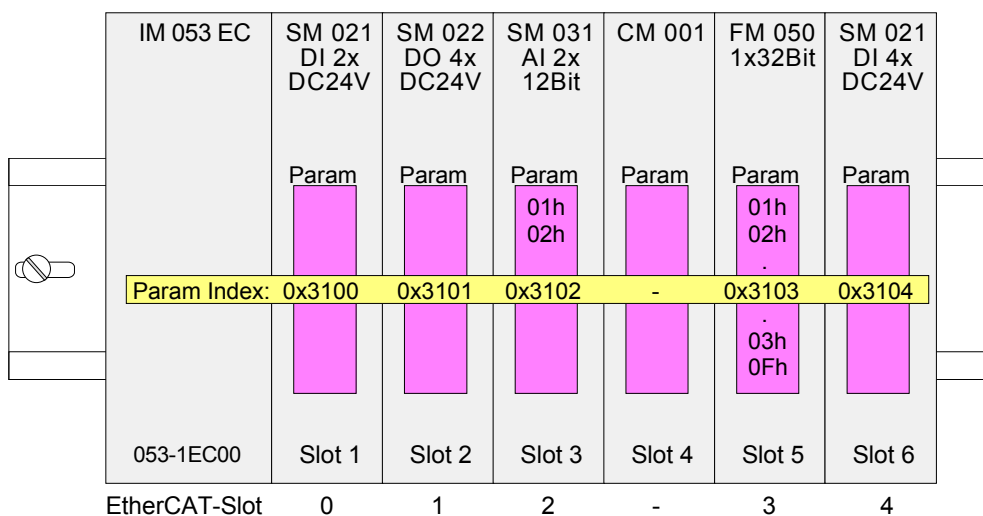 IM 053 EC
SM 021
DI 2x
DC24V
SM 022
DO 4x
DC24V
SM 031
AI 2x
12Bit
CM 001
FM 050
1x32Bit
SM 021
DI 4x
DC24V
Param
Param
Param
Param
Param
Param
01h
02h
01h
02h
.
Param Index: 0x3100 0x3101 0x3102 - 0x3103 0x3104
.
03h
0Fh
053-1EC00
Slot 1
Slot 2
Slot 3
Slot 4
Slot 5
Slot 6
EtherCAT-Slot 0 1 2 - 3 4